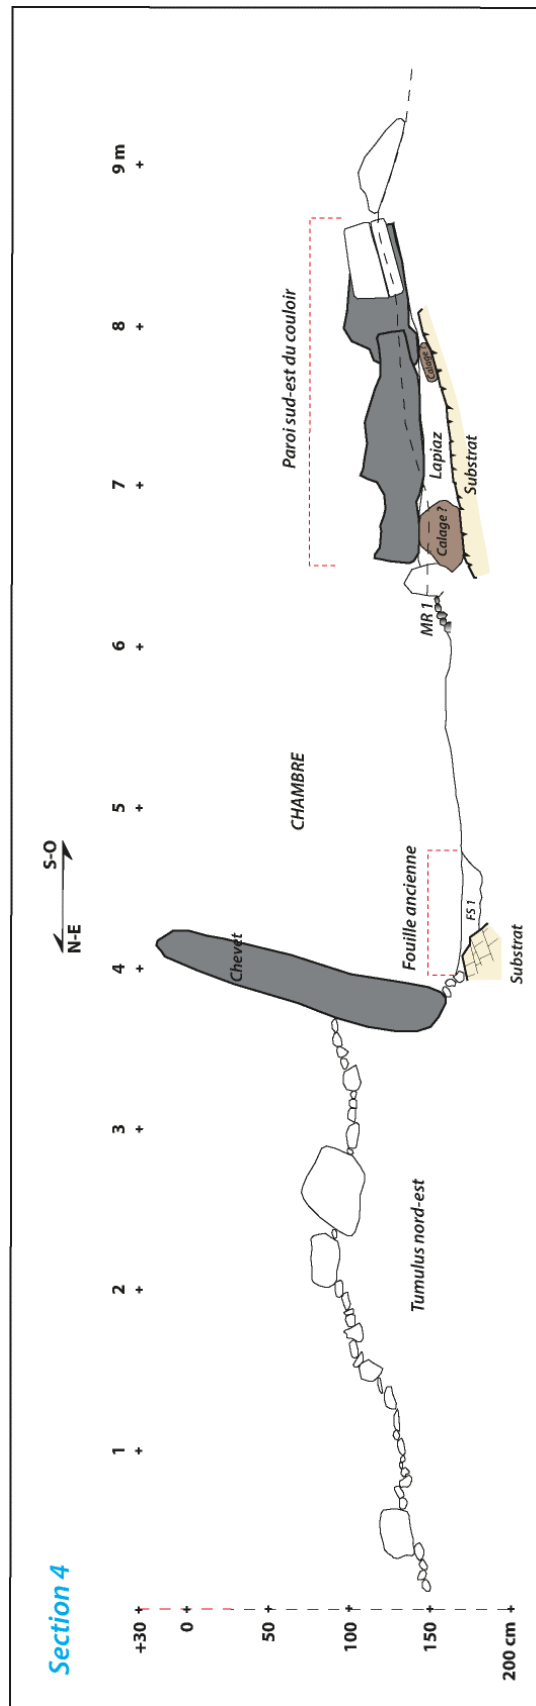 Section 4
+30
0
50
100
150
200 cm
1
2
3
4
5
6
7
8
9 m
N-E
S-O
Tumulus nord-est
Chevet
CHAMBRE
Fouille ancienne
FS 1
Substrat
MR 1
Paroi sud-est du couloir
Calage ?
Lapiaz
Calage ?
Substrat